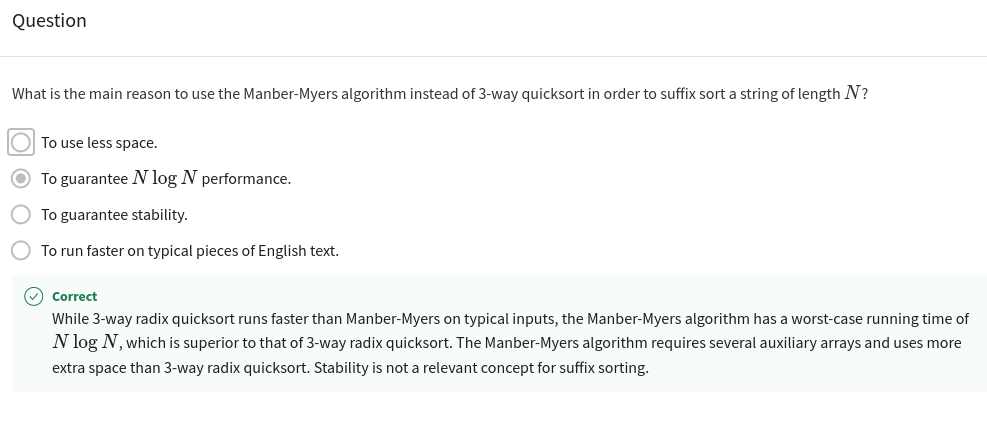 Question
What is the main reason to use the Manber-Myers algorithm instead of 3-way quicksort in order to suffix sort a string of length N?
To use less space.
To guarantee N log N performance.
To guarantee stability.
To run faster on typical pieces of English text.
Correct
While 3-way radix quicksort runs faster than Manber-Myers on typical inputs, the Manber-Myers algorithm has a worst-case running time of
N log N, which is superior to that of 3-way radix quicksort. The Manber-Myers algorithm requires several auxiliary arrays and uses more
extra space than 3-way radix quicksort. Stability is not a relevant concept for suffix sorting.